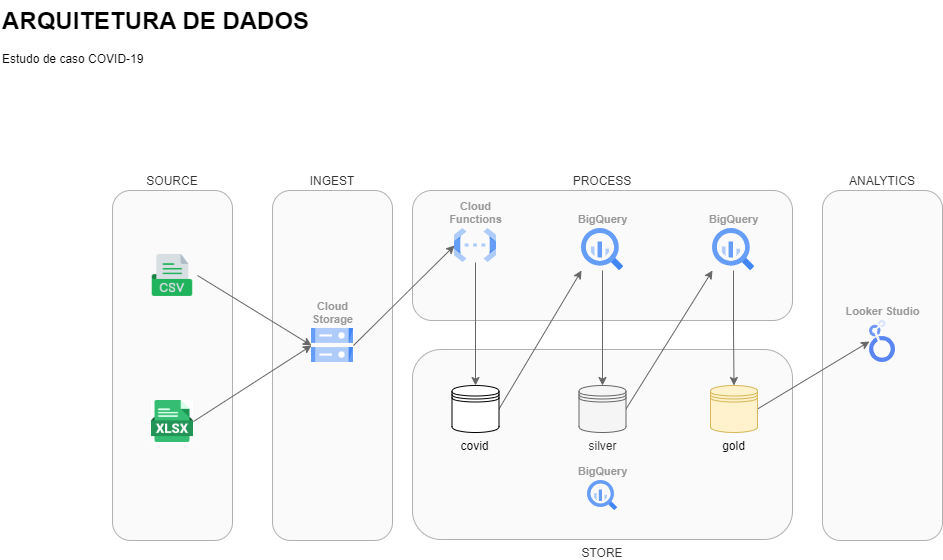 ARQUITETURA DE DADOS
Estudo de caso COVID-19
SOURCE
INGEST
PROCESS
ANALYTICS
Cloud
Functions
BigQuery
BigQuery
CSV
Cloud
Storage
Looker Studio
XLSX
covid
silver
gold
BigQuery
STORE